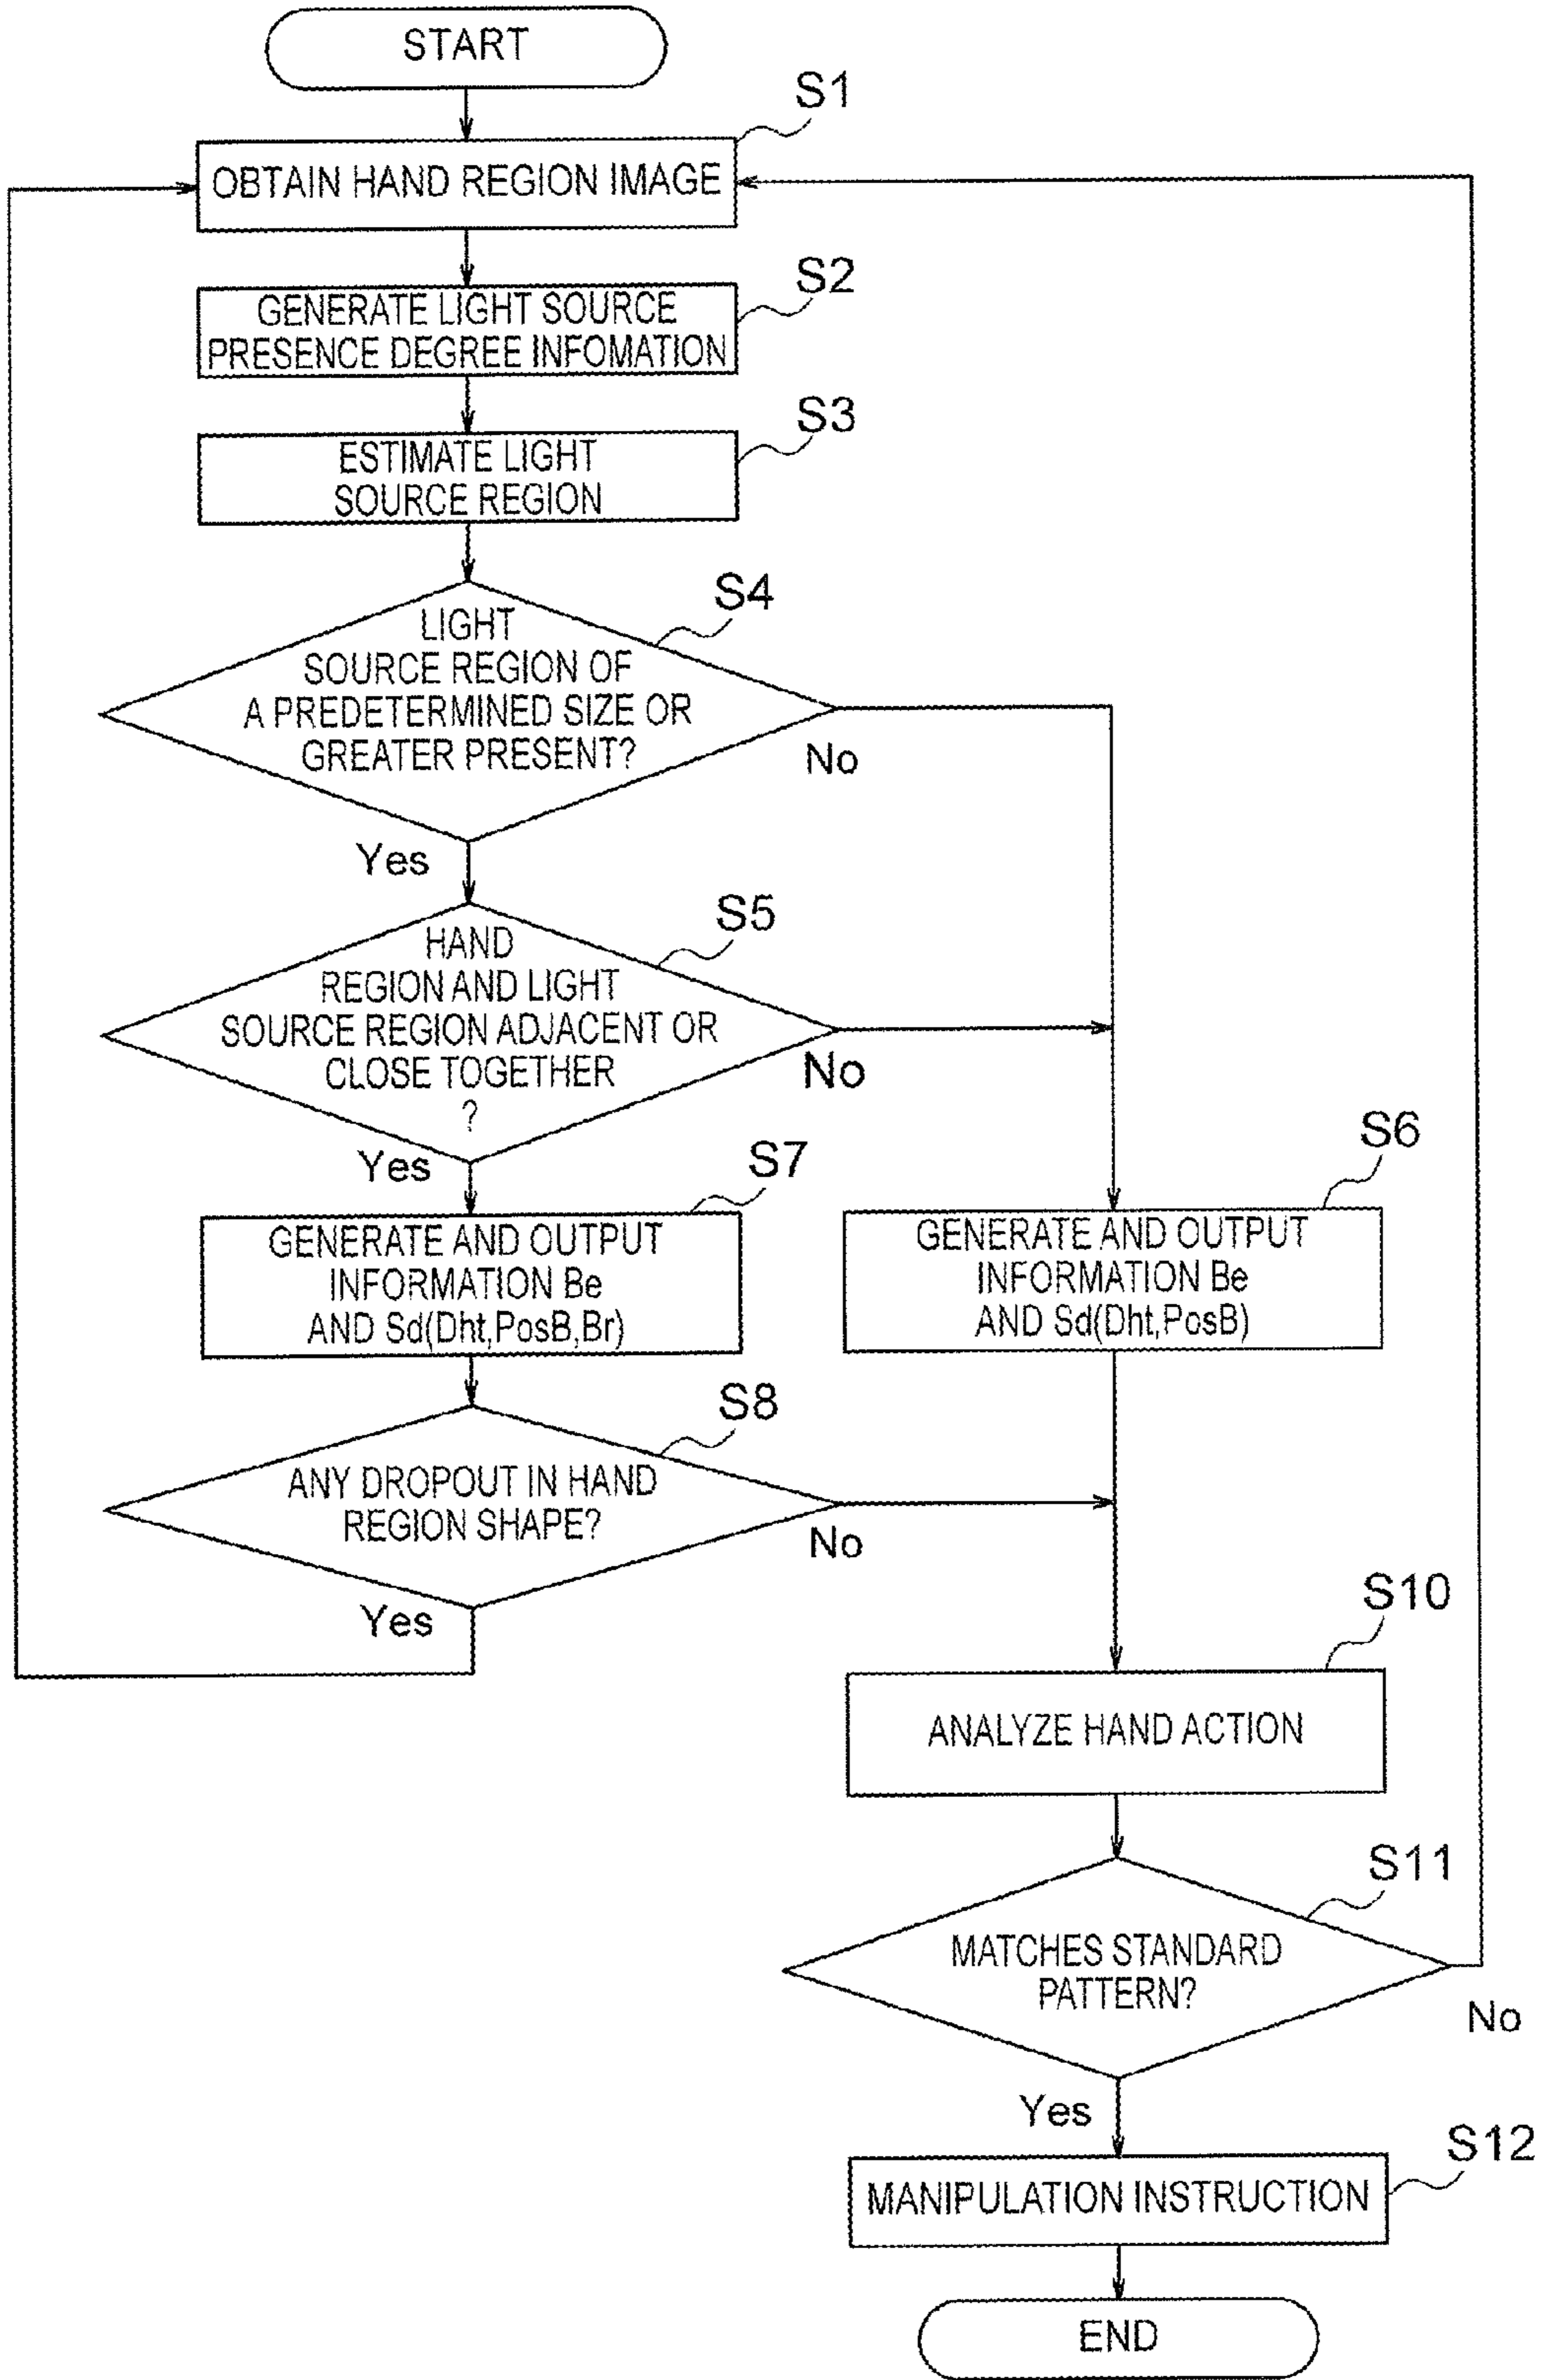 START
S1
OBTAIN HAND REGION IMAGE
S2
GENERATE LIGHT SOURCE
PRESENCE DEGREE INFOMATION
S3
ESTIMATE LIGHT
SOURCE REGION
S4
LIGHT
SOURCE REGION OF
A PREDETERMINED SIZE OR
GREATER PRESENT?
No
Yes
S5
HAND
REGION AND LIGHT
SOURCE REGION ADJACENT OR
CLOSE TOGETHER
?
No
Yes
S7
GENERATE AND OUTPUT
INFORMATION Be
AND Sd(Dht,PosB,Br)
S6
GENERATE AND OUTPUT
INFORMATION Be
AND Sd(Dht,PosB)
S8
ANY DROPOUT IN HAND
REGION SHAPE?
No
Yes
S10
ANALYZE HAND ACTION
S11
MATCHES STANDARD
PATTERN?
No
Yes
S12
MANIPULATION INSTRUCTION
END